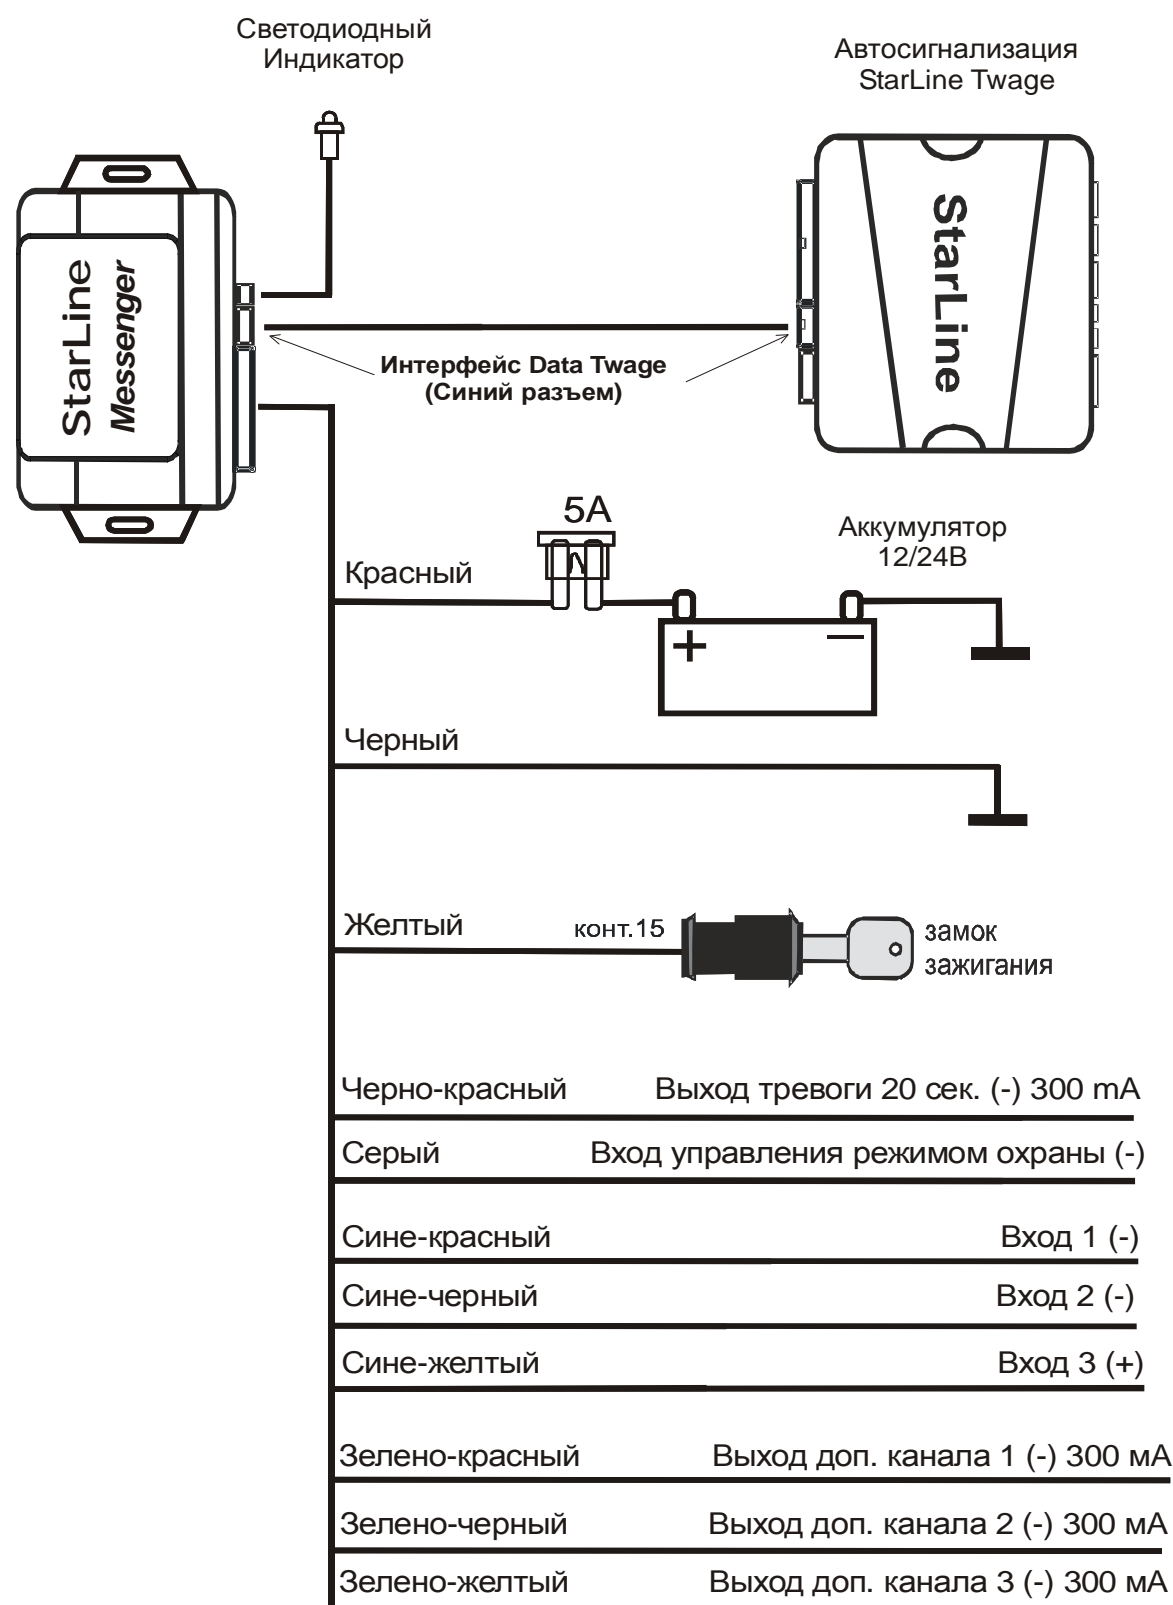 Светодиодный
Индикатор
Автосигнализация
StarLine Twage
StarLine
Messenger
StarLine
Интерфейс Data Twage
(Синий разъем)
5А
Аккумулятор
12/24В
Красный
+ —
Черный
Желтый
конт.15
замок
зажигания
Черно-красный Выход тревоги 20 сек. (-) 300 mA
Серый Вход управления режимом охраны (-)
Сине-красный Вход 1 (-)
Сине-черный Вход 2 (-)
Сине-желтый Вход 3 (+)
Зелено-красный Выход доп. канала 1 (-) 300 мА
Зелено-черный Выход доп. канала 2 (-) 300 мА
Зелено-желтый Выход доп. канала 3 (-) 300 мА